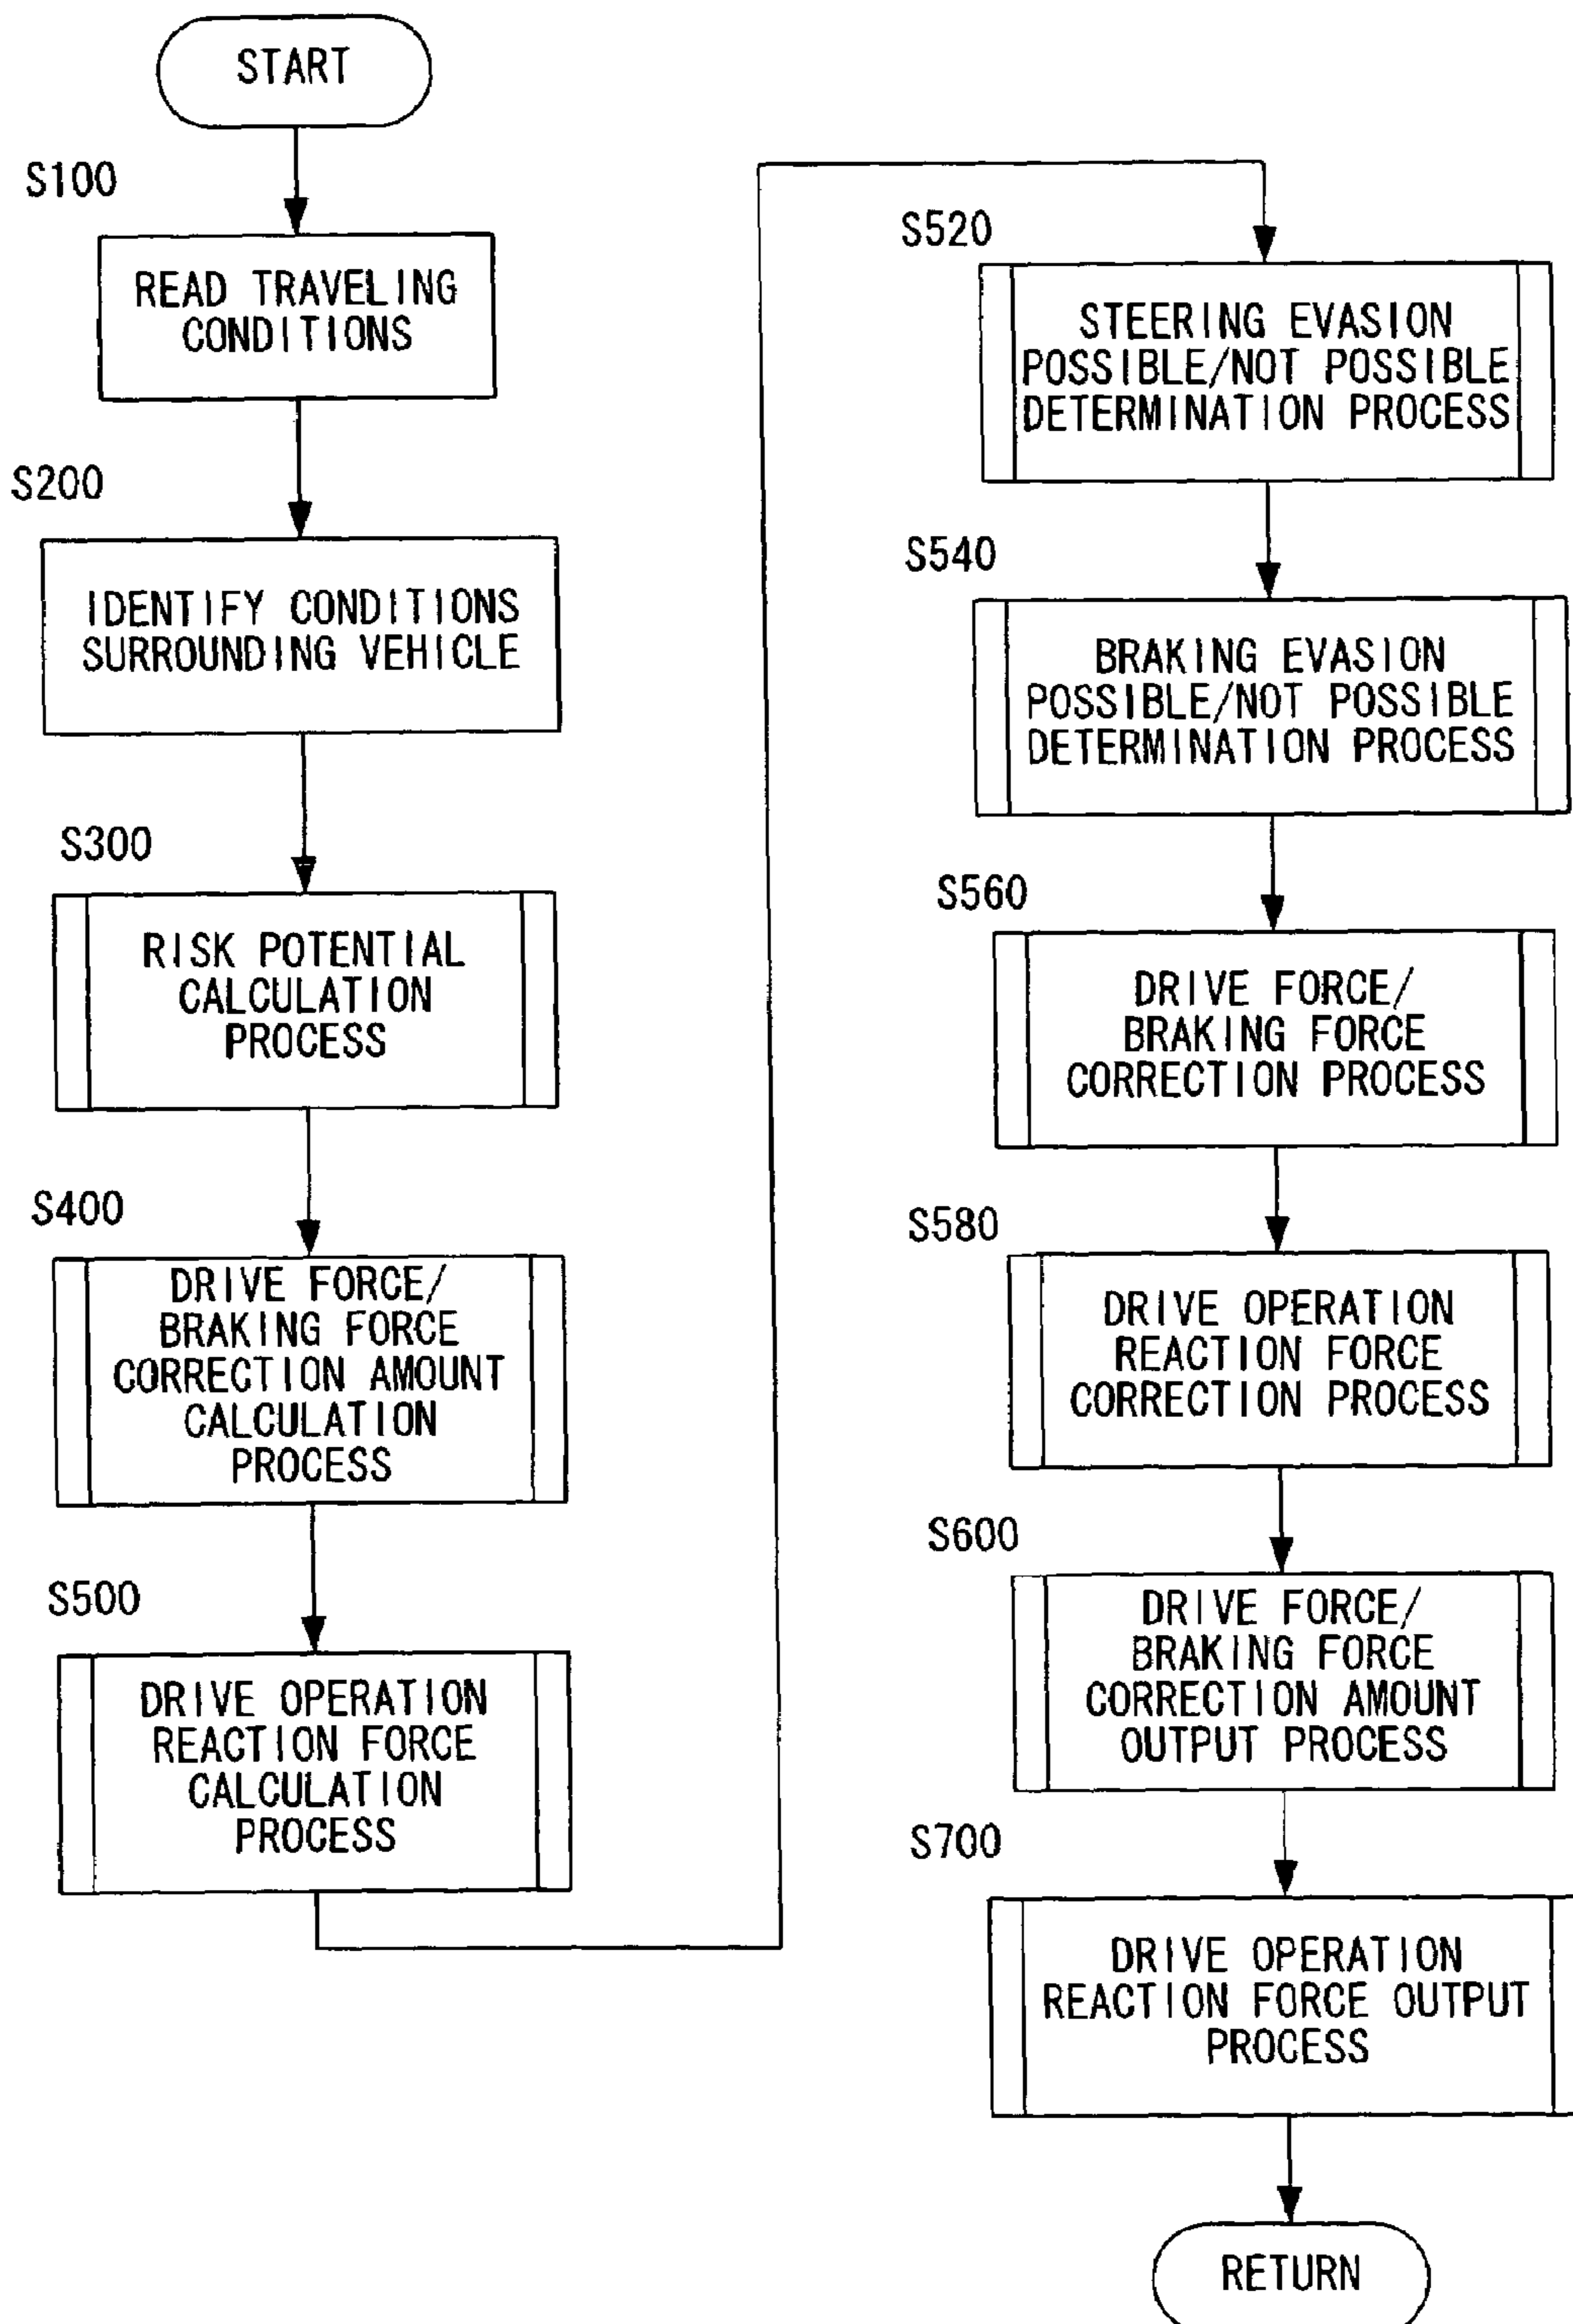 START
S100
READ TRAVELING
CONDITIONS
S200
IDENTIFY CONDITIONS
SURROUNDING VEHICLE
S300
RISK POTENTIAL
CALCULATION
PROCESS
S400
DRIVE FORCE/
BRAKING FORCE
CORRECTION AMOUNT
CALCULATION
PROCESS
S500
DRIVE OPERATION
REACTION FORCE
CALCULATION
PROCESS
S520
STEERING EVASION
POSSIBLE/NOT POSSIBLE
DETERMINATION PROCESS
S540
BRAKING EVASION
POSSIBLE/NOT POSSIBLE
DETERMINATION PROCESS
S560
DRIVE FORCE/
BRAKING FORCE
CORRECTION PROCESS
S580
DRIVE OPERATION
REACTION FORCE
CORRECTION PROCESS
S600
DRIVE FORCE/
BRAKING FORCE
CORRECTION AMOUNT
OUTPUT PROCESS
S700
DRIVE OPERATION
REACTION FORCE OUTPUT
PROCESS
RETURN